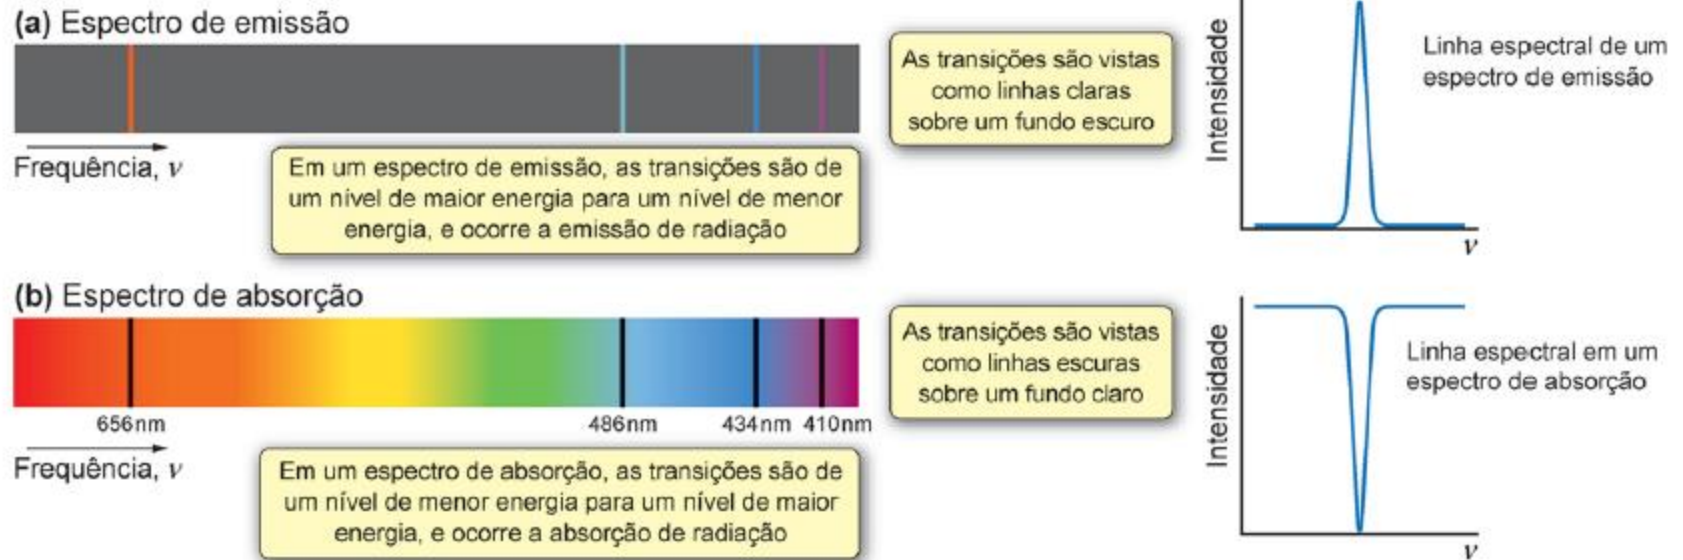 (a) Espectro de emissão
Frequência, ν
Em um espectro de emissão, as transições são de
um nível de maior energia para um nível de menor
energia, e ocorre a emissão de radiação
As transições são vistas
como linhas claras
sobre um fundo escuro
Intensidade
ν
Linha espectral de um
espectro de emissão
(b) Espectro de absorção
656nm
486nm
434nm
410nm
Frequência, ν
Em um espectro de absorção, as transições são de
um nível de menor energia para um nível de maior
energia, e ocorre a absorção de radiação
As transições são vistas
como linhas escuras
sobre um fundo claro
Intensidade
ν
Linha espectral em um
espectro de absorção